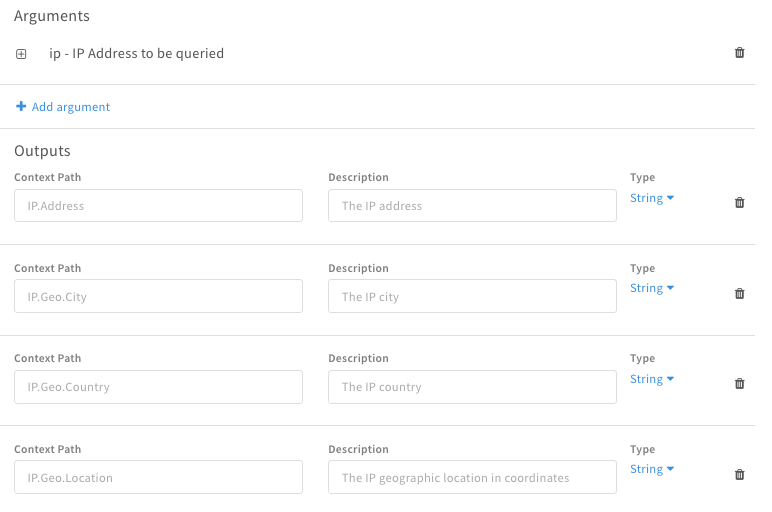 Arguments
ip - IP Address to be queried
Add argument
Outputs
Context Path Description Type
IP.Address The IP address String
Context Path Description Type
IP.Geo.City The IP city String
Context Path Description Type
IP.Geo.Country The IP country String
Context Path Description Type
IP.Geo.Location The IP geographic location in coordinates String